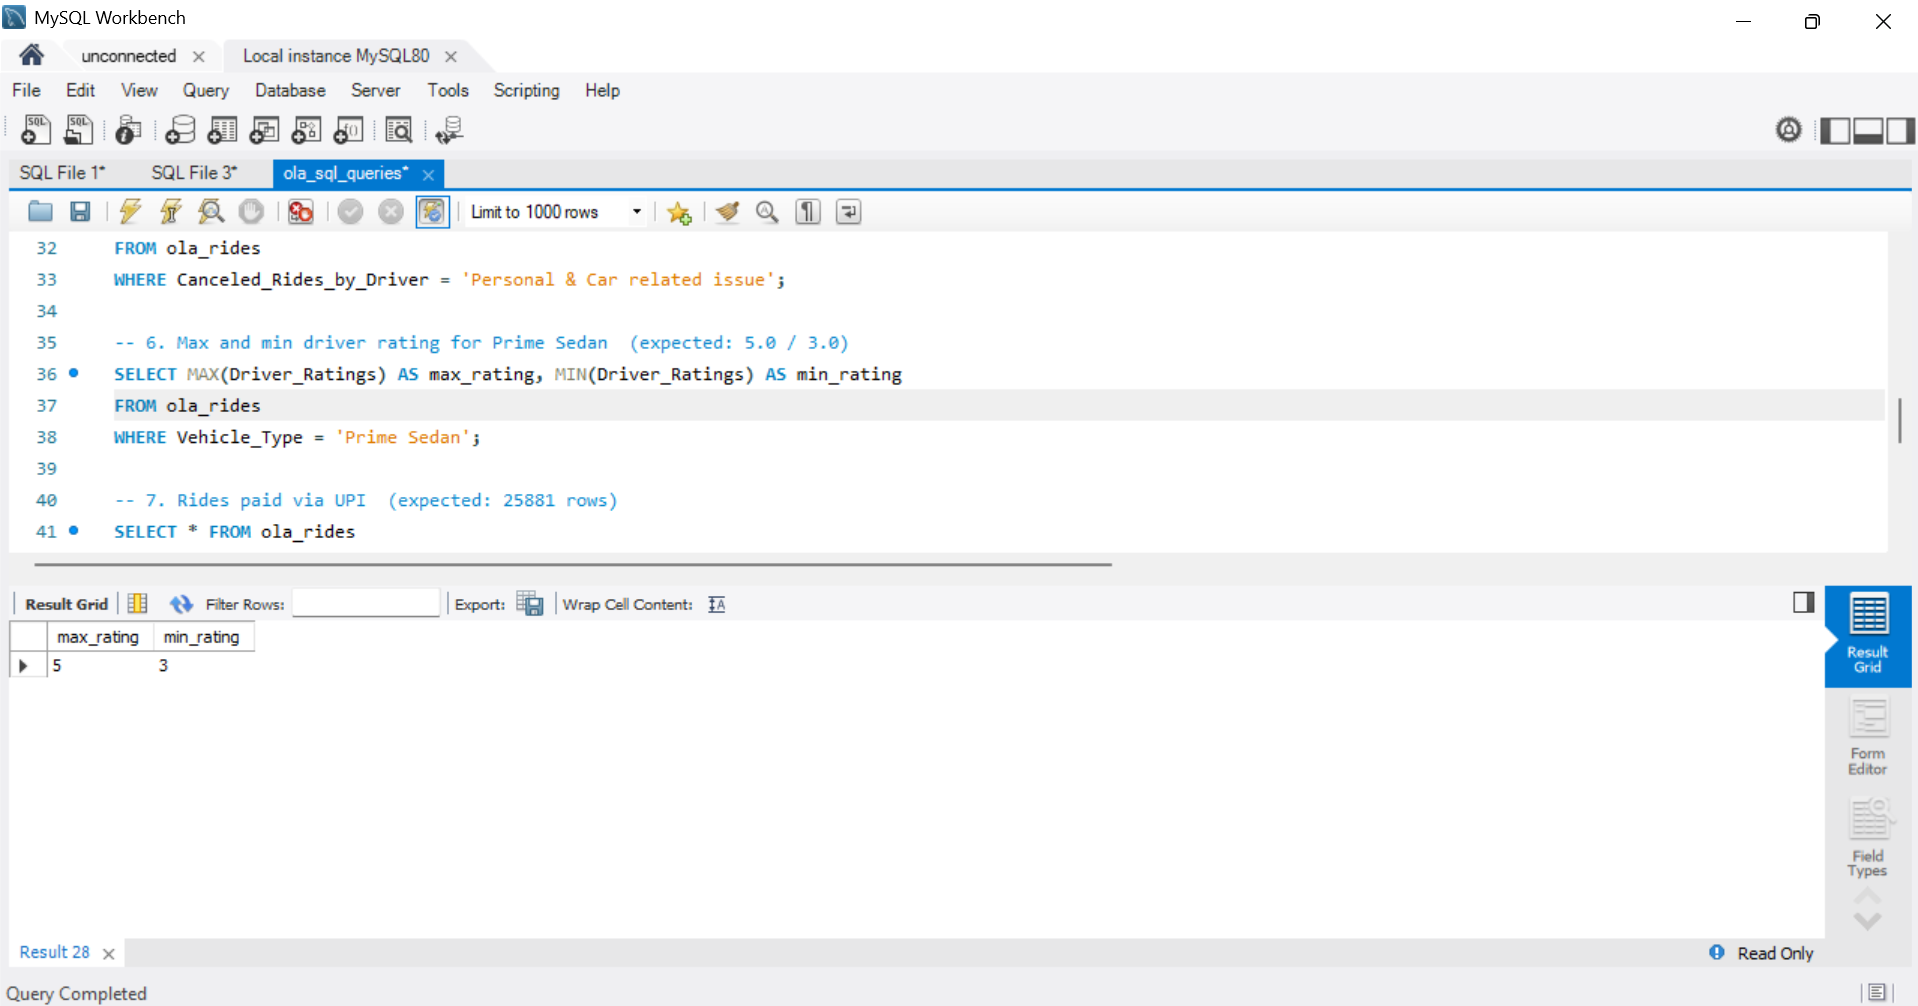 MySQL Workbench
unconnected
Local instance MySQL80
File Edit View Query Database Server Tools Scripting Help
SQL File 1*
SQL File 3*
ola_sql_queries*
Limit to 1000 rows
32 FROM ola_rides
33 WHERE Canceled_Rides_by_Driver = 'Personal & Car related issue';
34
35 -- 6. Max and min driver rating for Prime Sedan  (expected: 5.0 / 3.0)
36 SELECT MAX(Driver_Ratings) AS max_rating, MIN(Driver_Ratings) AS min_rating
37 FROM ola_rides
38 WHERE Vehicle_Type = 'Prime Sedan';
39
40 -- 7. Rides paid via UPI  (expected: 25881 rows)
41 SELECT * FROM ola_rides
Result Grid
Filter Rows:
Export:
Wrap Cell Content:
max_rating min_rating
5 3
Result
Grid
Form
Editor
Field
Types
Result 28
Read Only
Query Completed